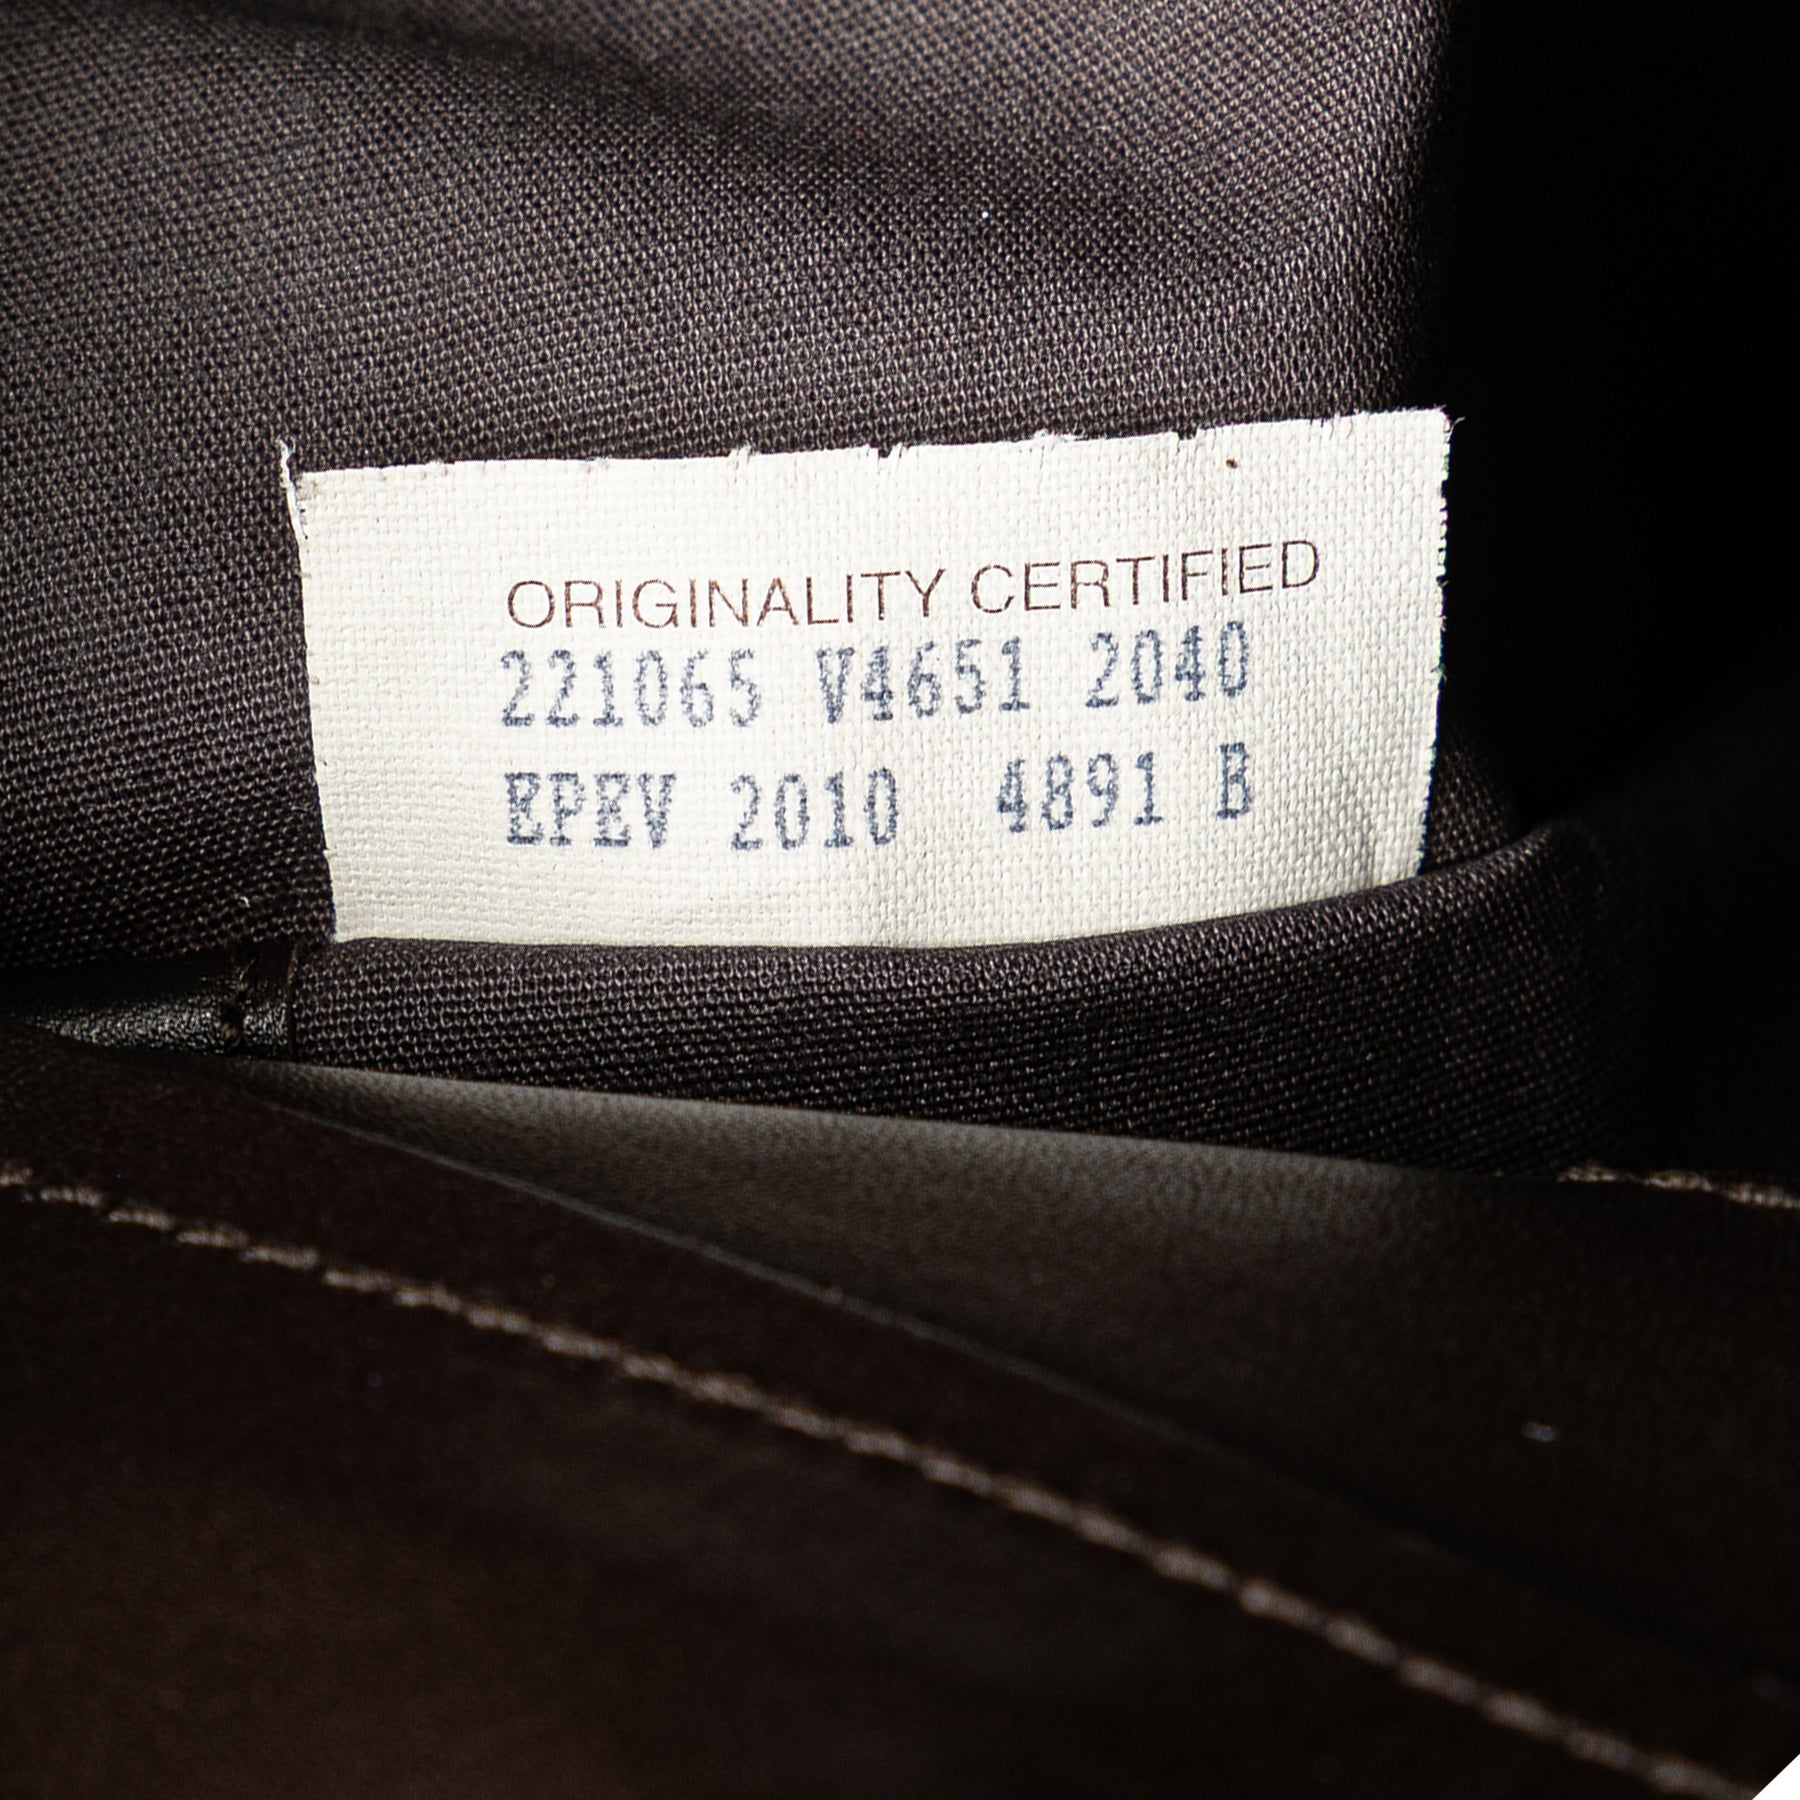 ORIGINALITY CERTIFIED
221065 V4651 2040
EPEV 2010 4891 B